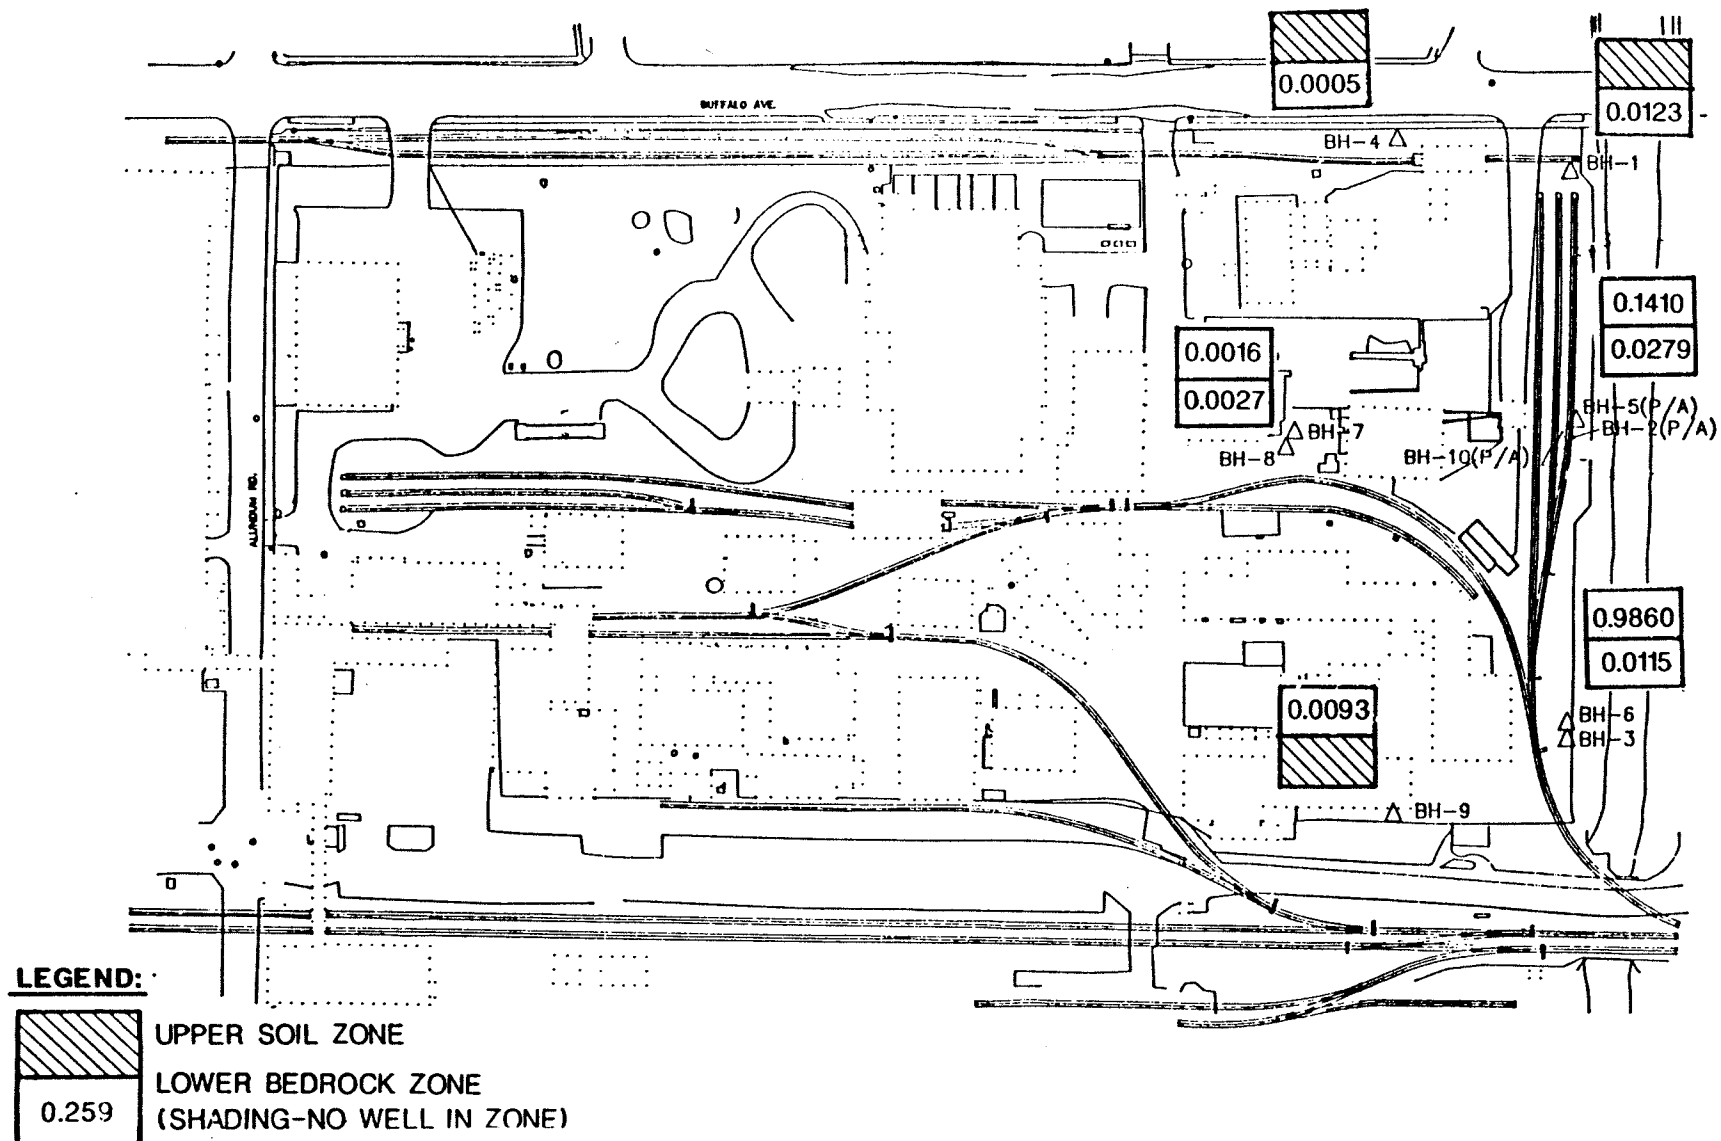 0.0005
0.0123
BUFFALO AVE.
BH-4
BH-1
0.1410
0.0279
0.0016
0.0027
BH-5(P/A)
BH-2(P/A)
BH-7
BH-8
BH-10(P/A)
ALUNDUM RD.
0.9860
0.0115
0.0093
BH-6
BH-3
BH-9
LEGEND:
UPPER SOIL ZONE
LOWER BEDROCK ZONE
0.259
(SHADING-NO WELL IN ZONE)